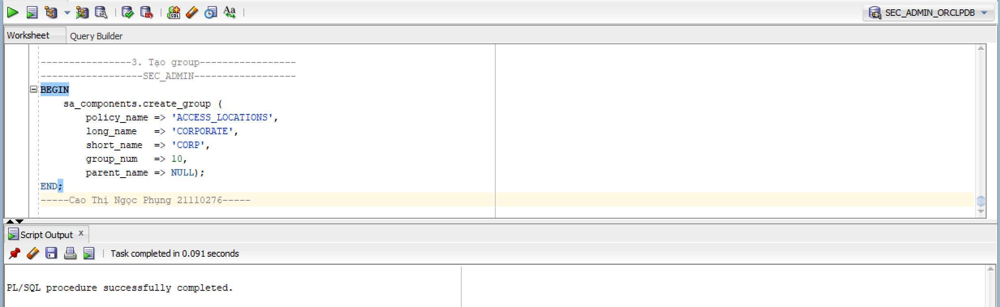 SQL
Aa
SEC_ADMIN_ORCLPDB
Worksheet
Query Builder
----------------3. Tạo group-----------------
------------------SEC_ADMIN------------------
BEGIN
sa_components.create_group (
policy_name => 'ACCESS_LOCATIONS',
long_name => 'CORPORATE',
short_name => 'CORP',
group_num => 10,
parent_name => NULL);
END;
-----Cao Thị Ngọc Phụng 21110276-----
Script Output x
Task completed in 0.091 seconds
PL/SQL procedure successfully completed.